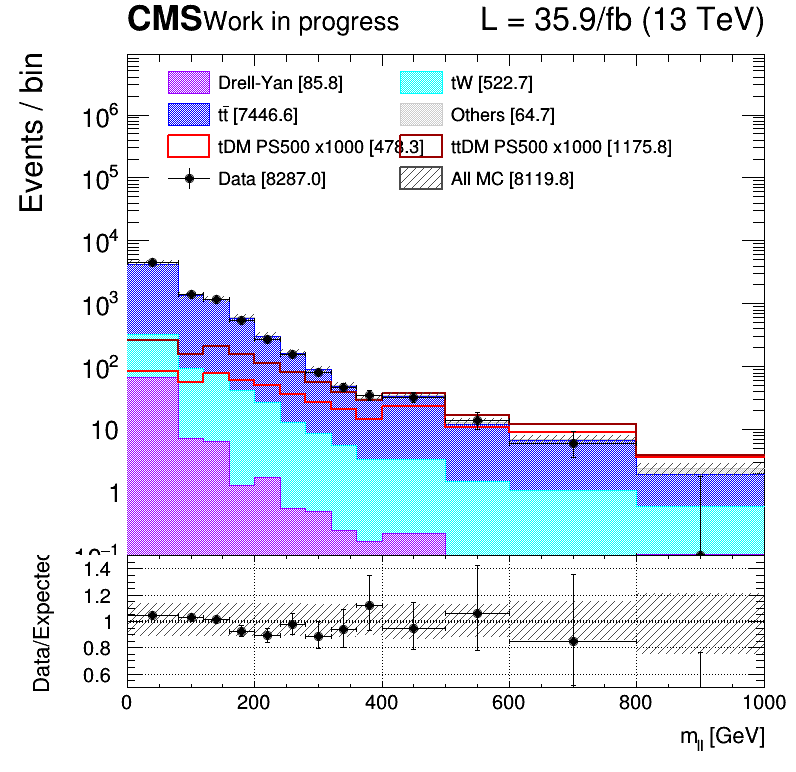 CMS Work in progress L = 35.9/fb (13 TeV)
Events / bin
Drell-Yan [85.8] tW [522.7]
tt̄ [7446.6] Others [64.7]
tDM PS500 x1000 [478.3] ttDM PS500 x1000 [1175.8]
Data [8287.0] All MC [8119.8]
10⁶
10⁵
10⁴
10³
10²
10
1
10⁻¹
Data/Expected
1.4
1.2
1
0.8
0.6
0 200 400 600 800 1000
m_ll [GeV]